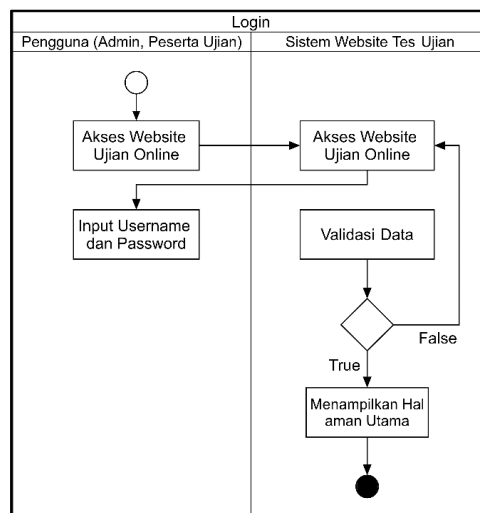 Login
Pengguna (Admin, Peserta Ujian)
Sistem Website Tes Ujian
Akses Website
Ujian Online
Akses Website
Ujian Online
Input Username
dan Password
Validasi Data
False
True
Menampilkan Hal
aman Utama